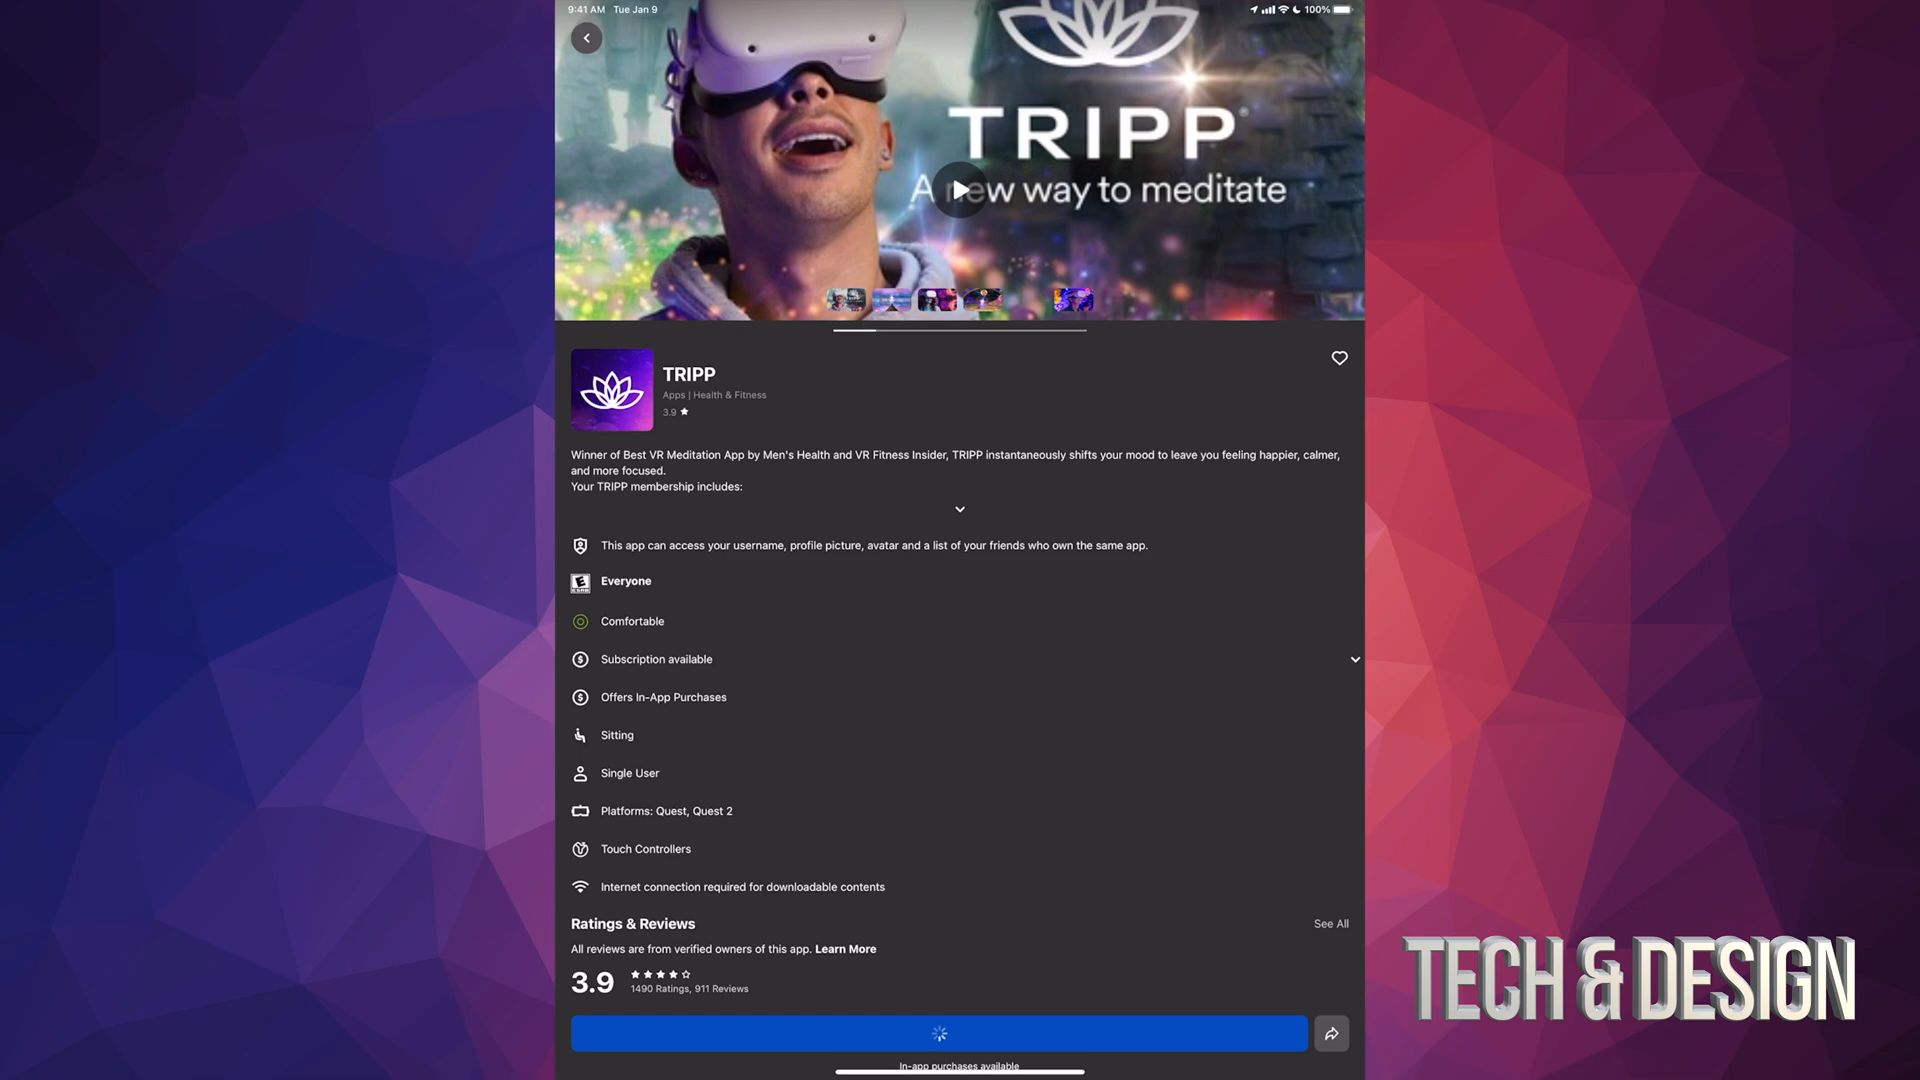 9:41 AM Tue Jan 9
100%
TRIPP®
A new way to meditate
TRIPP
Apps | Health & Fitness
3.9 ★
Winner of Best VR Meditation App by Men's Health and VR Fitness Insider, TRIPP instantaneously shifts your mood to leave you feeling happier, calmer,
and more focused.
Your TRIPP membership includes:
This app can access your username, profile picture, avatar and a list of your friends who own the same app.
E
ESRB
Everyone
Comfortable
Subscription available
Offers In-App Purchases
Sitting
Single User
Platforms: Quest, Quest 2
Touch Controllers
Internet connection required for downloadable contents
Ratings & Reviews
See All
All reviews are from verified owners of this app. Learn More
3.9
1490 Ratings, 911 Reviews
In-app purchases available
TECH & DESIGN